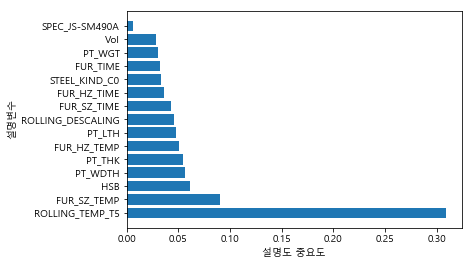 SPEC_JS-SM490A
Vol
PT_WGT
FUR_TIME
STEEL_KIND_C0
FUR_HZ_TIME
FUR_SZ_TIME
ROLLING_DESCALING
PT_LTH
FUR_HZ_TEMP
PT_THK
PT_WDTH
HSB
FUR_SZ_TEMP
ROLLING_TEMP_T5
설명변수
0.00 0.05 0.10 0.15 0.20 0.25 0.30
설명도 중요도